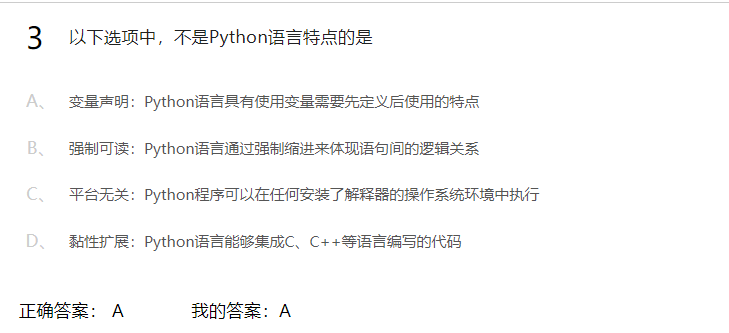 3 以下选项中，不是Python语言特点的是
A、 变量声明：Python语言具有使用变量需要先定义后使用的特点
B、 强制可读：Python语言通过强制缩进来体现语句间的逻辑关系
C、 平台无关：Python程序可以在任何安装了解释器的操作系统环境中执行
D、 黏性扩展：Python语言能够集成C、C++等语言编写的代码
正确答案： A 我的答案：A